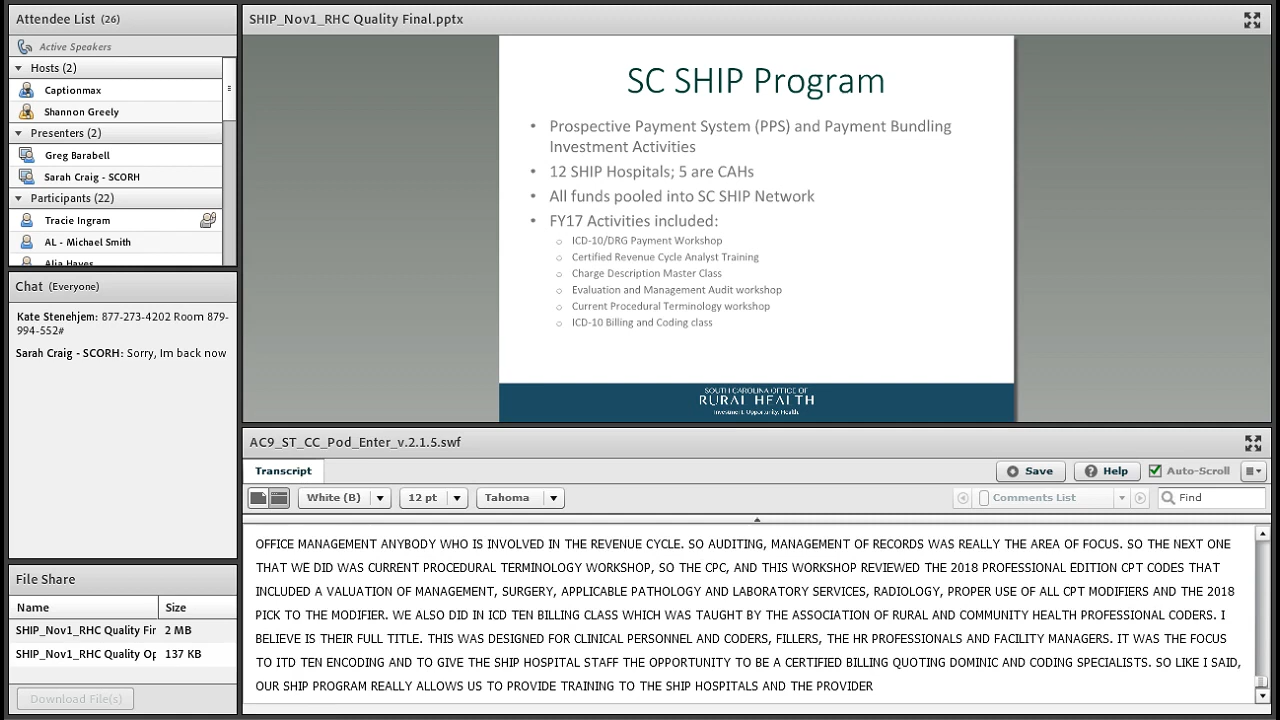 Attendee List (26)
Active Speakers
Hosts (2)
Captionmax
Shannon Greely
Presenters (2)
Greg Barabell
Sarah Craig - SCORH
Participants (22)
Tracie Ingram
AL - Michael Smith
Alia Hayes
Chat (Everyone)
Kate Stenehjem: 877-273-4202 Room 879-
994-552#
Sarah Craig - SCORH: Sorry, Im back now
File Share
Name Size
SHIP_Nov1_RHC Quality Fir 2 MB
SHIP_Nov1_RHC Quality Op 137 KB
Download File(s)
SHIP_Nov1_RHC Quality Final.pptx
SC SHIP Program
• Prospective Payment System (PPS) and Payment Bundling
Investment Activities
• 12 SHIP Hospitals; 5 are CAHs
• All funds pooled into SC SHIP Network
• FY17 Activities included:
o ICD-10/DRG Payment Workshop
o Certified Revenue Cycle Analyst Training
o Charge Description Master Class
o Evaluation and Management Audit workshop
o Current Procedural Terminology workshop
o ICD-10 Billing and Coding class
SOUTH CAROLINA OFFICE OF
RURAL HEALTH
Investment. Opportunity. Health.
AC9_ST_CC_Pod_Enter_v.2.1.5.swf
Transcript Save Help Auto-Scroll
White (B) 12 pt Tahoma Comments List Find
OFFICE MANAGEMENT ANYBODY WHO IS INVOLVED IN THE REVENUE CYCLE. SO AUDITING, MANAGEMENT OF RECORDS WAS REALLY THE AREA OF FOCUS. SO THE NEXT ONE
THAT WE DID WAS CURRENT PROCEDURAL TERMINOLOGY WORKSHOP, SO THE CPC, AND THIS WORKSHOP REVIEWED THE 2018 PROFESSIONAL EDITION CPT CODES THAT
INCLUDED A VALUATION OF MANAGEMENT, SURGERY, APPLICABLE PATHOLOGY AND LABORATORY SERVICES, RADIOLOGY, PROPER USE OF ALL CPT MODIFIERS AND THE 2018
PICK TO THE MODIFIER. WE ALSO DID IN ICD TEN BILLING CLASS WHICH WAS TAUGHT BY THE ASSOCIATION OF RURAL AND COMMUNITY HEALTH PROFESSIONAL CODERS. I
BELIEVE IS THEIR FULL TITLE. THIS WAS DESIGNED FOR CLINICAL PERSONNEL AND CODERS, FILLERS, THE HR PROFESSIONALS AND FACILITY MANAGERS. IT WAS THE FOCUS
TO ITD TEN ENCODING AND TO GIVE THE SHIP HOSPITAL STAFF THE OPPORTUNITY TO BE A CERTIFIED BILLING QUOTING DOMINIC AND CODING SPECIALISTS. SO LIKE I SAID,
OUR SHIP PROGRAM REALLY ALLOWS US TO PROVIDE TRAINING TO THE SHIP HOSPITALS AND THE PROVIDER